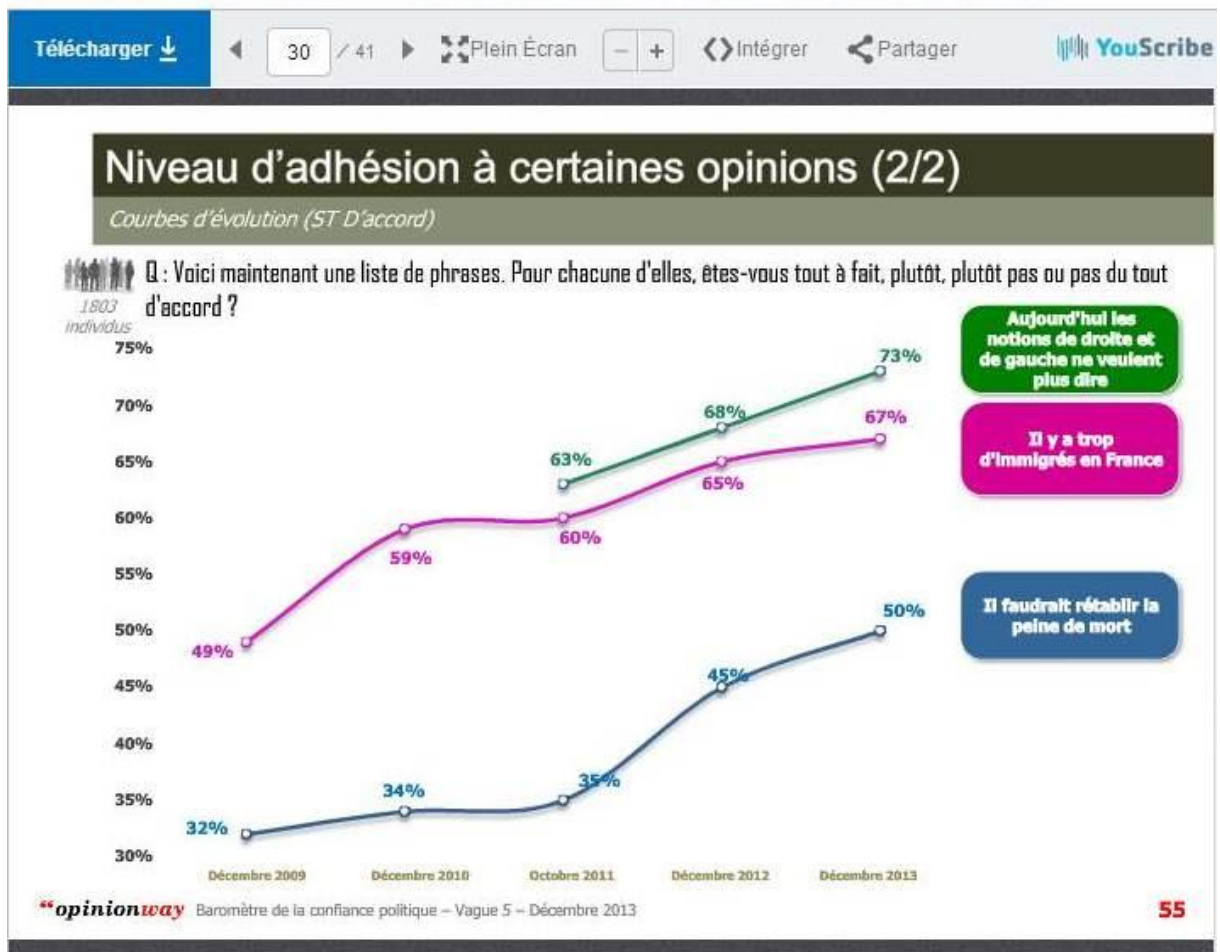 Télécharger
30 / 41
Plein Écran
− +
Intégrer
Partager
YouScribe
Niveau d’adhésion à certaines opinions (2/2)
Courbes d’évolution (ST D’accord)
Q : Voici maintenant une liste de phrases. Pour chacune d'elles, êtes-vous tout à fait, plutôt, plutôt pas ou pas du tout
d'accord ?
1803
individus
75%
70%
65%
60%
55%
50%
45%
40%
35%
30%
63%
68%
73%
49%
59%
60%
65%
67%
32%
34%
35%
45%
50%
Aujourd'hui les
notions de droite et
de gauche ne veulent
plus dire
Il y a trop
d'immigrés en France
Il faudrait rétablir la
peine de mort
Décembre 2009
Décembre 2010
Octobre 2011
Décembre 2012
Décembre 2013
“opinionway Baromètre de la confiance politique – Vague 5 – Décembre 2013
55